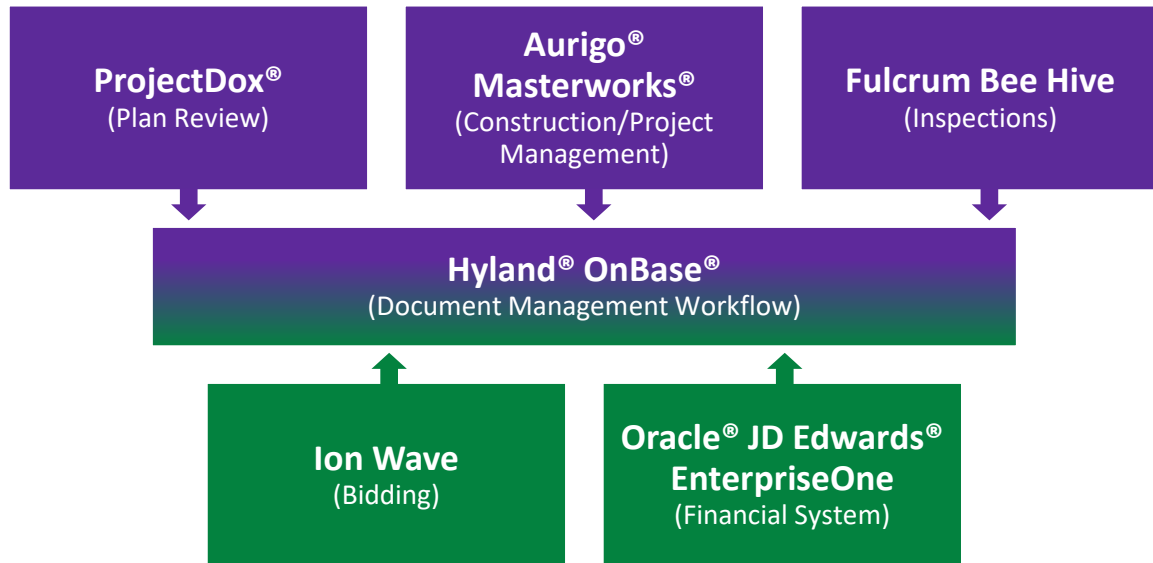 ProjectDox®
(Plan Review)
Aurigo®
Masterworks®
(Construction/Project
Management)
Fulcrum Bee Hive
(Inspections)
Hyland® OnBase®
(Document Management Workflow)
Ion Wave
(Bidding)
Oracle® JD Edwards®
EnterpriseOne
(Financial System)